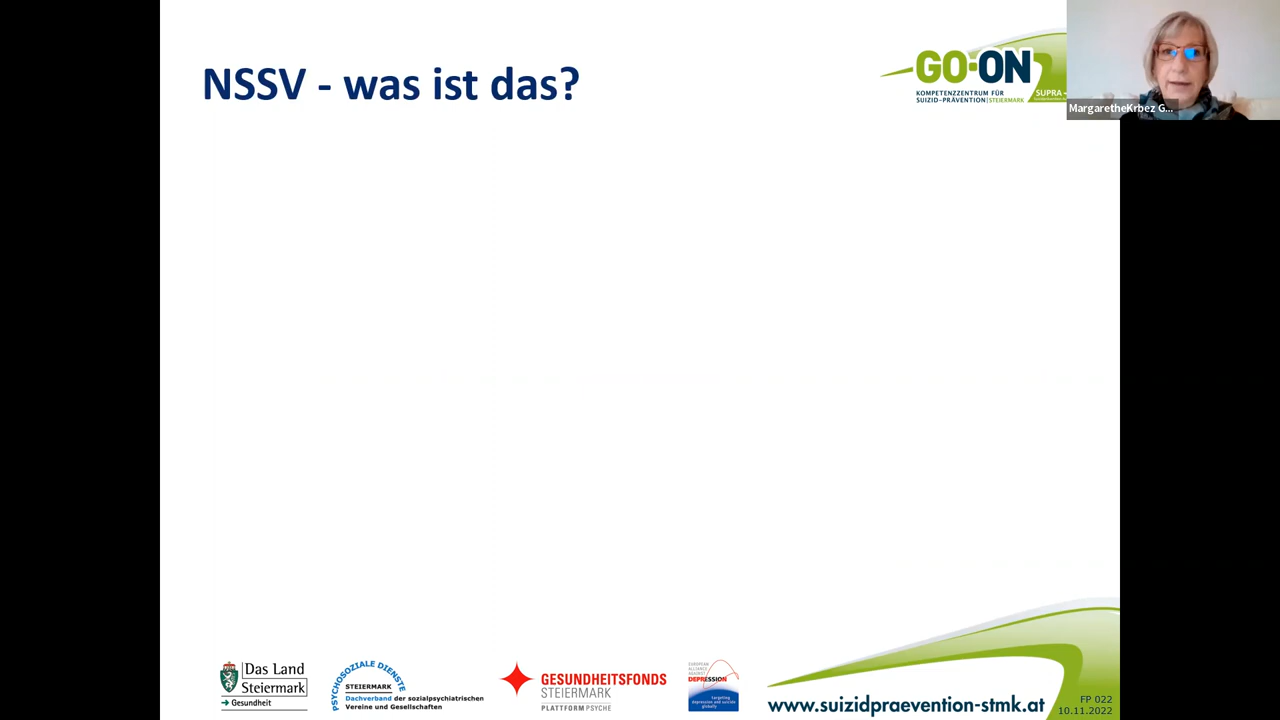 NSSV - was ist das?
GO-ON
KOMPETENZZENTRUM FÜR
SUIZID-PRÄVENTION|STEIERMARK
SUPRA -
MargaretheKrbez G...
Das Land
Steiermark
→ Gesundheit
PSYCHOSOZIALE DIENSTE
STEIERMARK
Dachverband der sozialpsychiatrischen
Vereine und Gesellschaften
GESUNDHEITSFONDS
STEIERMARK
PLATTFORM PSYCHE
EUROPEAN
ALLIANCE
AGAINST
DEPRESSION
targeting
depression and suicide
globally
www.suizidpraevention-stmk.at
FP 022
10.11.2022